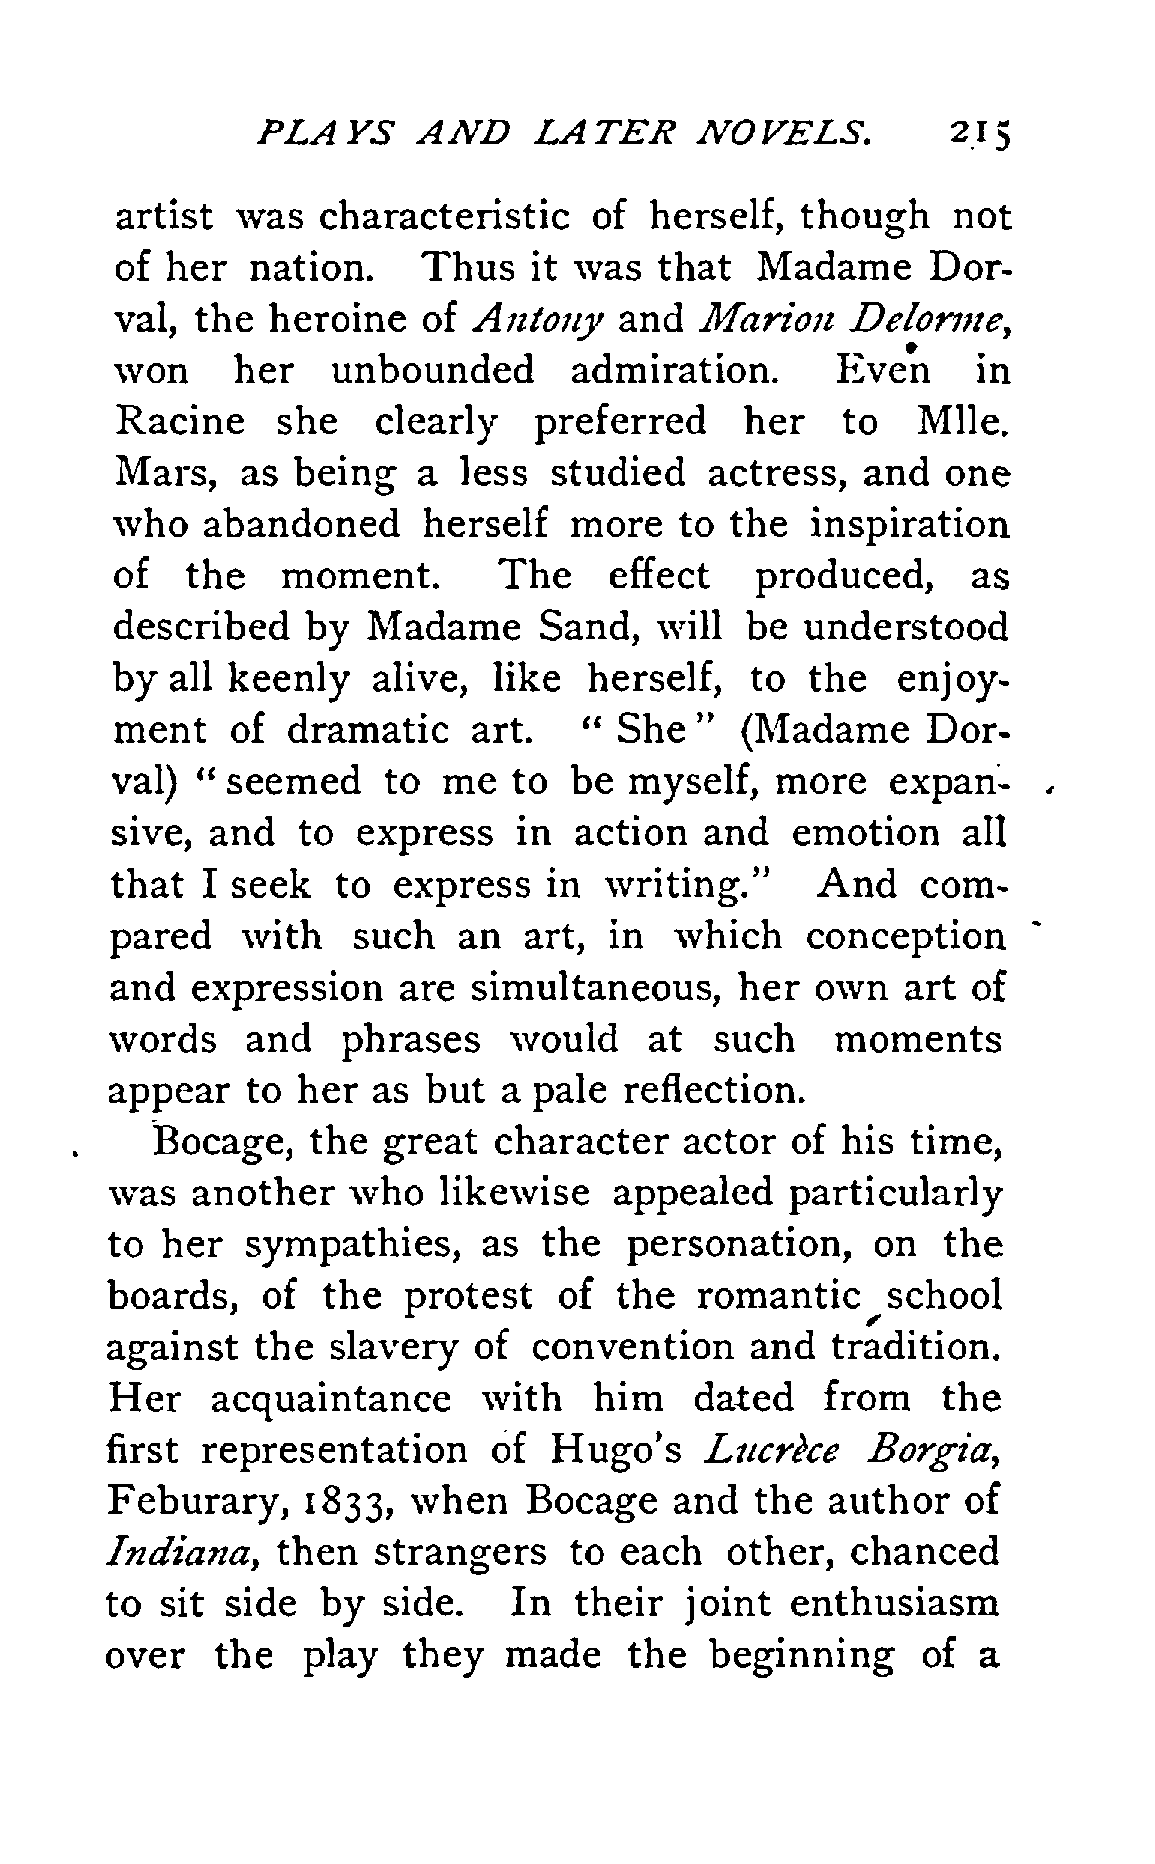 PLAYS AND LATER NOVELS. 215
artist was characteristic of herself, though not
of her nation. Thus it was that Madame Dor-
val, the heroine of Antony and Marion Delorme,
won her unbounded admiration. Even in
Racine she clearly preferred her to Mlle.
Mars, as being a less studied actress, and one
who abandoned herself more to the inspiration
of the moment. The effect produced, as
described by Madame Sand, will be understood
by all keenly alive, like herself, to the enjoy-
ment of dramatic art. " She " (Madame Dor-
val) " seemed to me to be myself, more expan-
sive, and to express in action and emotion all
that I seek to express in writing." And com-
pared with such an art, in which conception
and expression are simultaneous, her own art of
words and phrases would at such moments
appear to her as but a pale reflection.
Bocage, the great character actor of his time,
was another who likewise appealed particularly
to her sympathies, as the personation, on the
boards, of the protest of the romantic school
against the slavery of convention and tradition.
Her acquaintance with him dated from the
first representation of Hugo's Lucrèce Borgia,
Feburary, 1833, when Bocage and the author of
Indiana, then strangers to each other, chanced
to sit side by side. In their joint enthusiasm
over the play they made the beginning of a